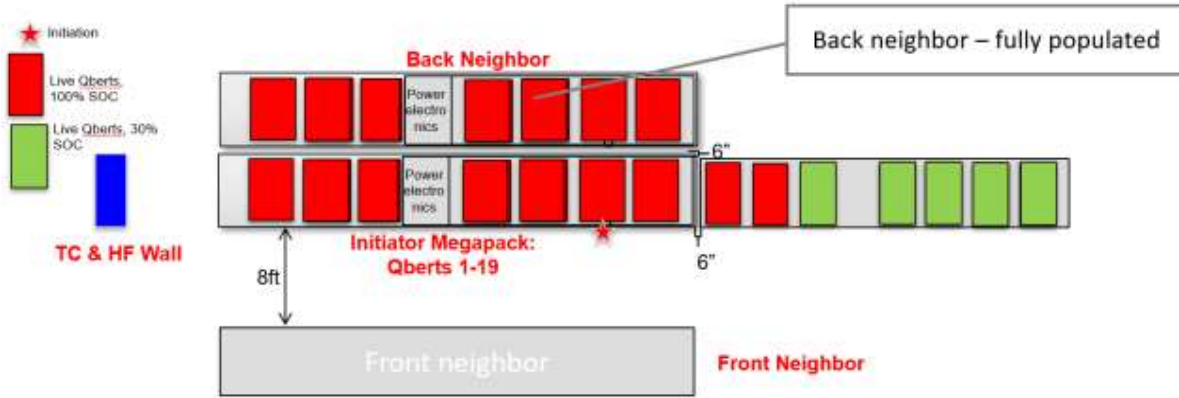 Initiation
Live Qberts,
100% SOC
Live Qberts, 30%
SOC
TC & HF Wall
Back Neighbor
Back neighbor – fully populated
Power
electro
nics
6"
Power
electro
nics
Initiator Megapack:
Qberts 1-19
6"
8ft
Front neighbor
Front Neighbor